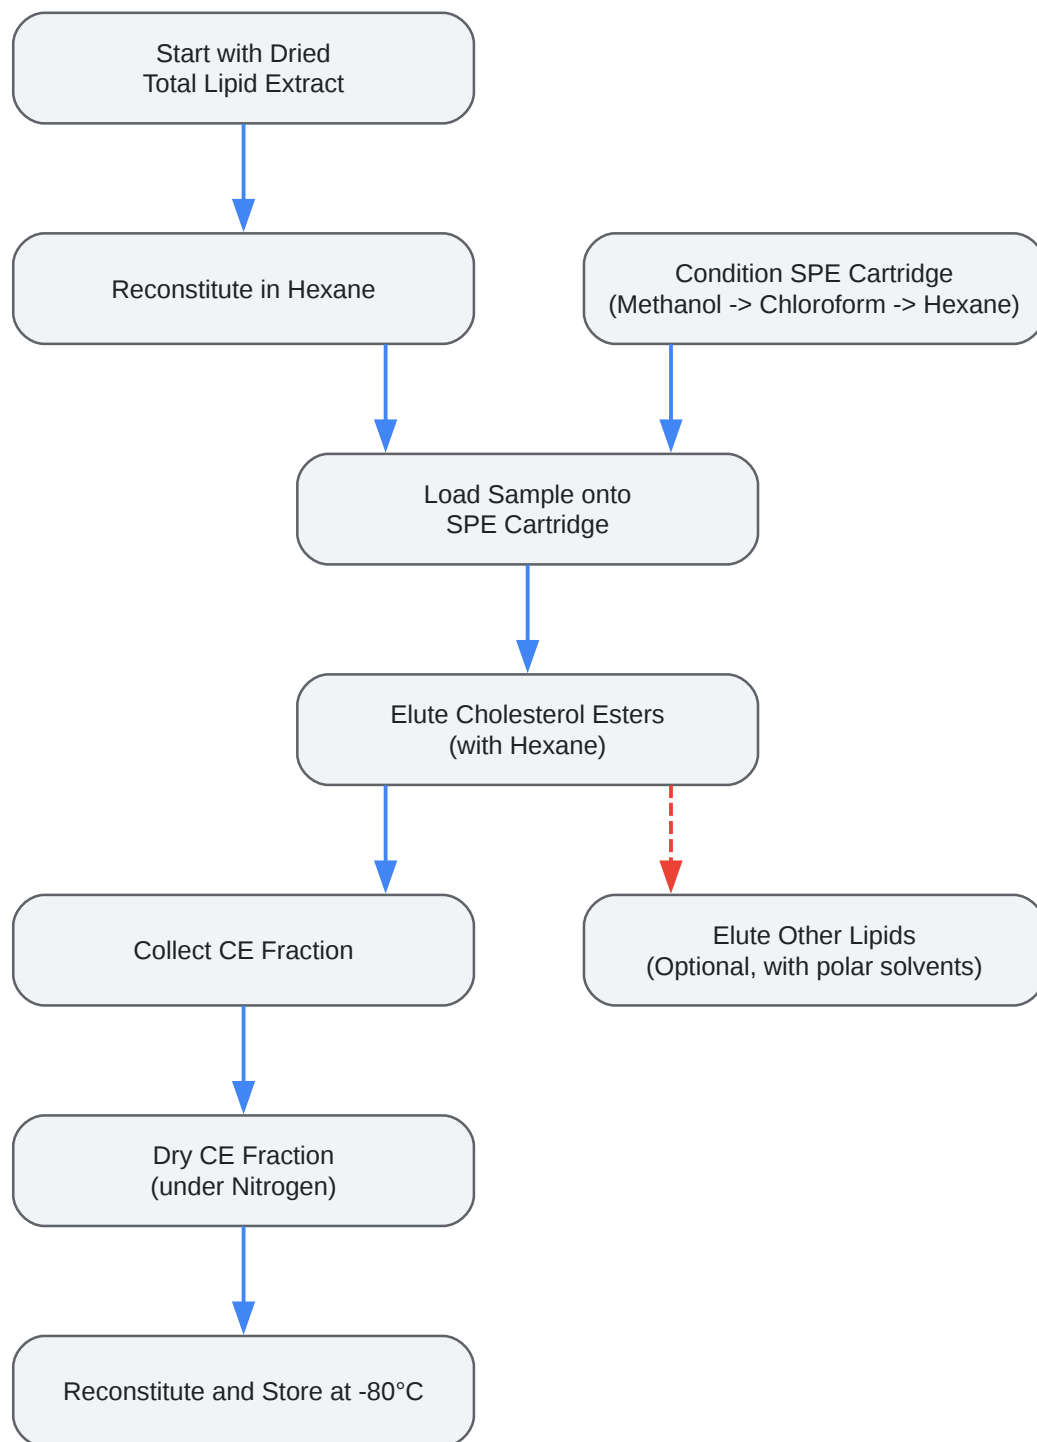 Start with Dried
Total Lipid Extract
Reconstitute in Hexane
Condition SPE Cartridge
(Methanol -> Chloroform -> Hexane)
Load Sample onto
SPE Cartridge
Elute Cholesterol Esters
(with Hexane)
Collect CE Fraction
Elute Other Lipids
(Optional, with polar solvents)
Dry CE Fraction
(under Nitrogen)
Reconstitute and Store at -80°C